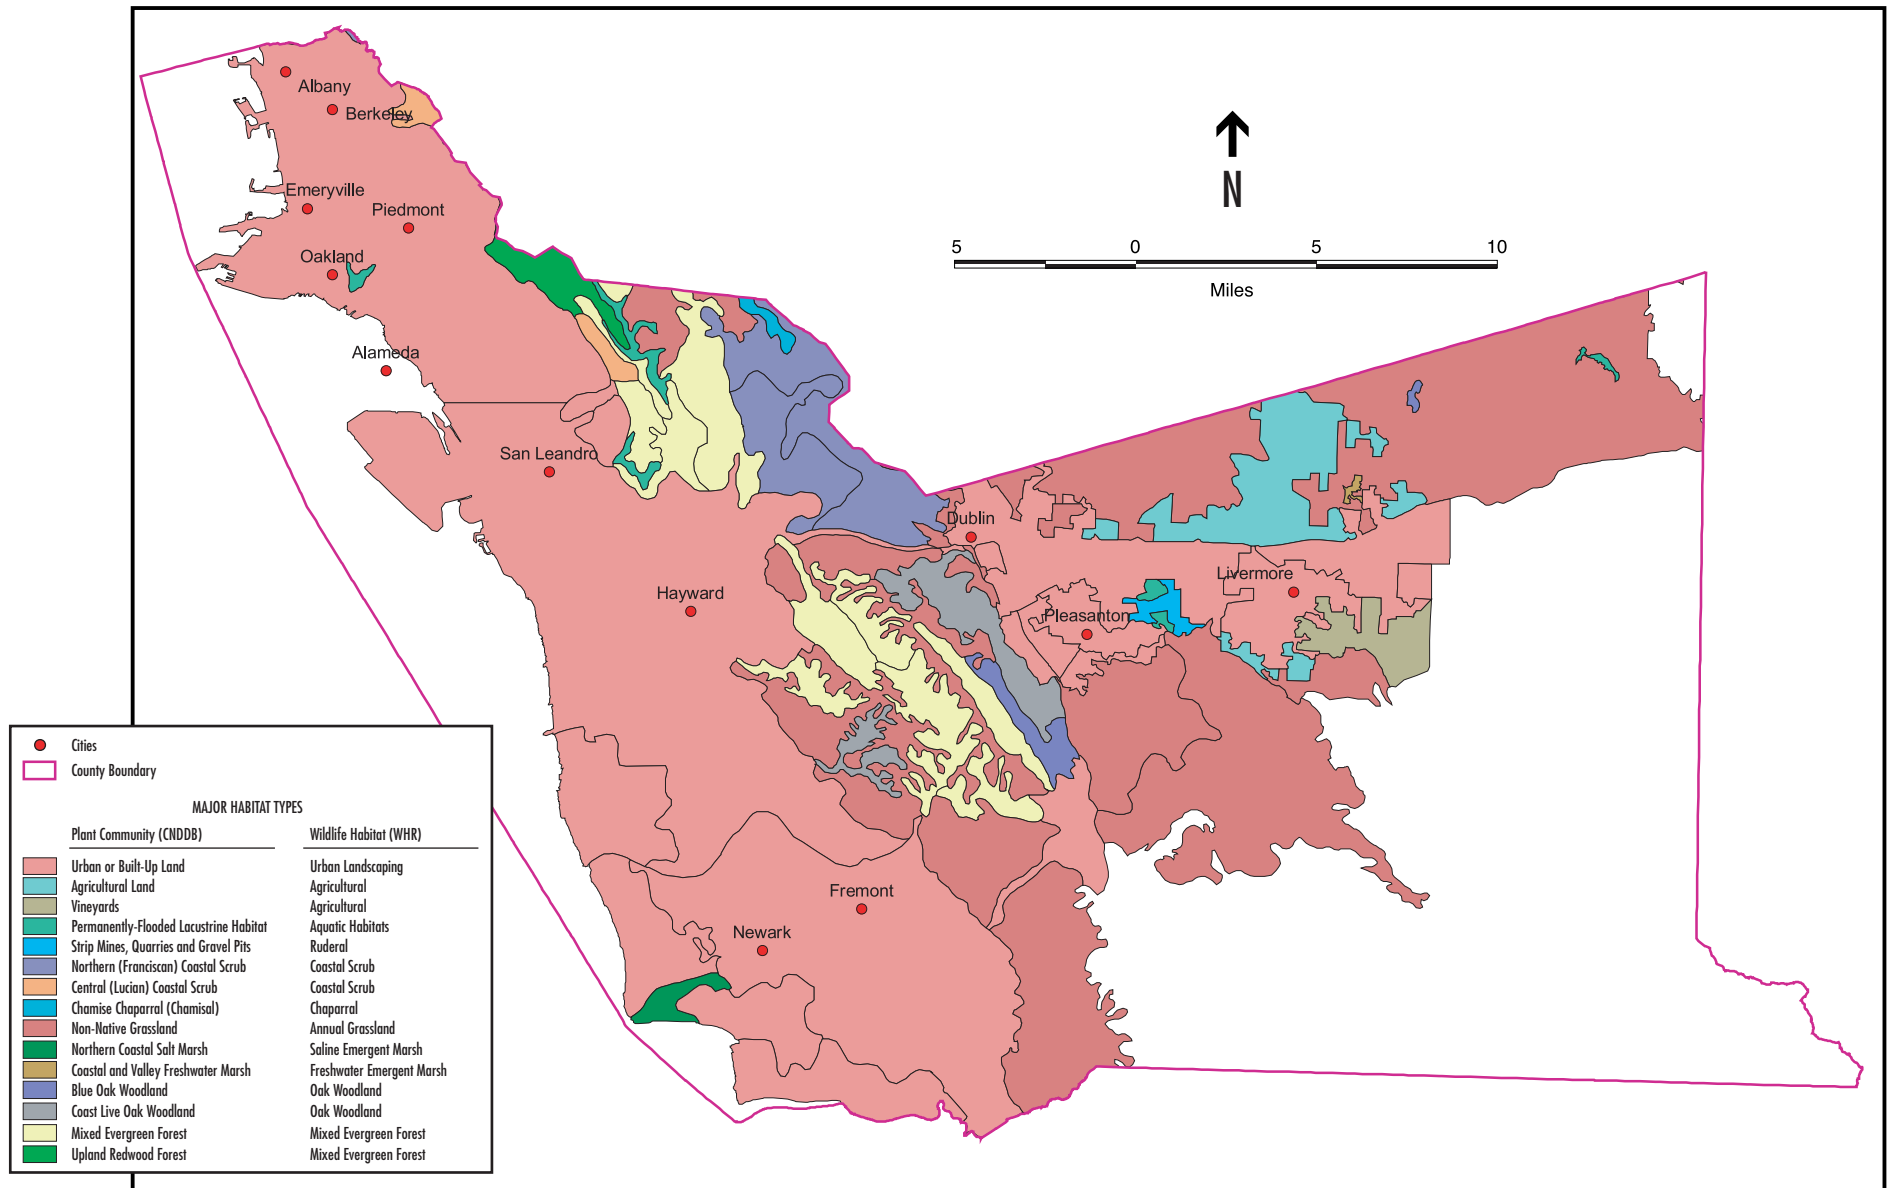 Albany
Berkeley
Emeryville
Piedmont
Oakland
Alameda
San Leandro
Hayward
Dublin
Livermore
Pleasanton
Fremont
Newark
N
5 0 5 10
Miles
Cities
County Boundary
MAJOR HABITAT TYPES
Plant Community (CNDDB) Wildlife Habitat (WHR)
Urban or Built-Up Land Urban Landscaping
Agricultural Land Agricultural
Vineyards Agricultural
Permanently-Flooded Lacustrine Habitat Aquatic Habitats
Strip Mines, Quarries and Gravel Pits Ruderal
Northern (Franciscan) Coastal Scrub Coastal Scrub
Central (Lucian) Coastal Scrub Coastal Scrub
Chamise Chaparral (Chamisal) Chaparral
Non-Native Grassland Annual Grassland
Northern Coastal Salt Marsh Saline Emergent Marsh
Coastal and Valley Freshwater Marsh Freshwater Emergent Marsh
Blue Oak Woodland Oak Woodland
Coast Live Oak Woodland Oak Woodland
Mixed Evergreen Forest Mixed Evergreen Forest
Upland Redwood Forest Mixed Evergreen Forest